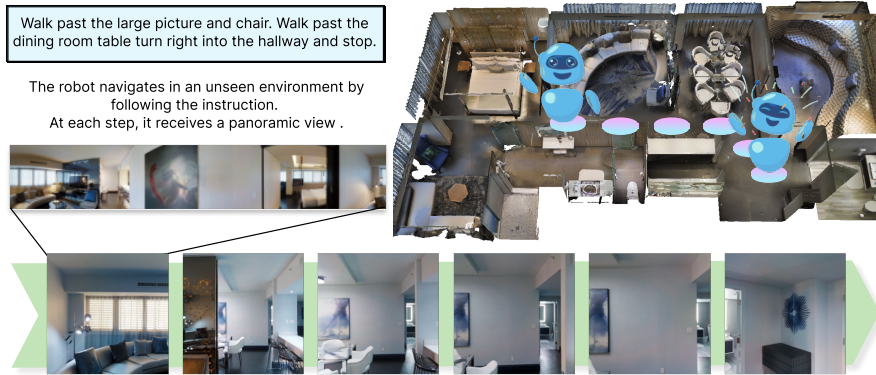 Walk past the large picture and chair. Walk past the
dining room table turn right into the hallway and stop.
The robot navigates in an unseen environment by
following the instruction.
At each step, it receives a panoramic view .